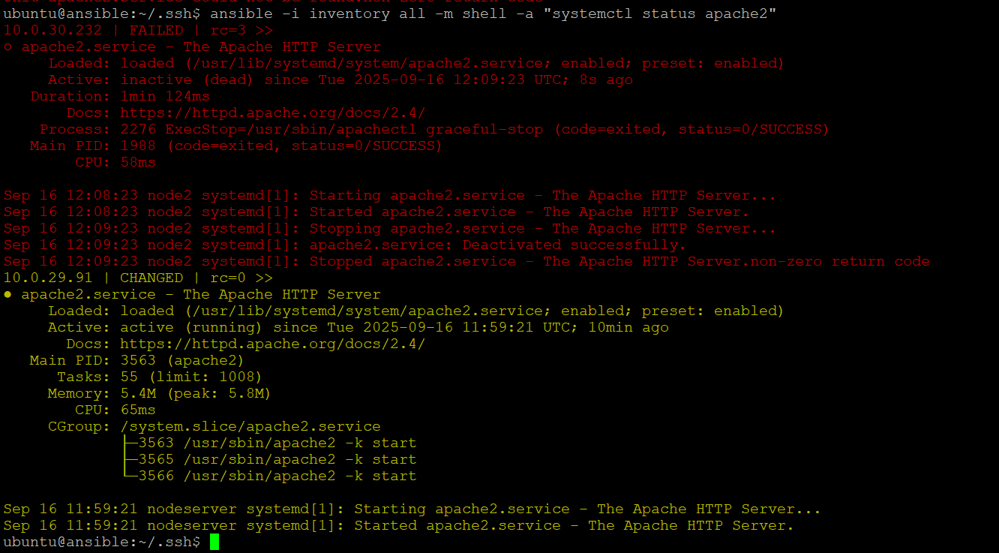 ubuntu@ansible:~/.ssh$ ansible -i inventory all -m shell -a "systemctl status apache2"
10.0.30.232 | FAILED | rc=3 >>
○ apache2.service - The Apache HTTP Server
     Loaded: loaded (/usr/lib/systemd/system/apache2.service; enabled; preset: enabled)
     Active: inactive (dead) since Tue 2025-09-16 12:09:23 UTC; 8s ago
   Duration: 1min 124ms
       Docs: https://httpd.apache.org/docs/2.4/
    Process: 2276 ExecStop=/usr/sbin/apachectl graceful-stop (code=exited, status=0/SUCCESS)
   Main PID: 1988 (code=exited, status=0/SUCCESS)
        CPU: 58ms

Sep 16 12:08:23 node2 systemd[1]: Starting apache2.service - The Apache HTTP Server...
Sep 16 12:08:23 node2 systemd[1]: Started apache2.service - The Apache HTTP Server.
Sep 16 12:09:23 node2 systemd[1]: Stopping apache2.service - The Apache HTTP Server...
Sep 16 12:09:23 node2 systemd[1]: apache2.service: Deactivated successfully.
Sep 16 12:09:23 node2 systemd[1]: Stopped apache2.service - The Apache HTTP Server.non-zero return code
10.0.29.91 | CHANGED | rc=0 >>
● apache2.service - The Apache HTTP Server
     Loaded: loaded (/usr/lib/systemd/system/apache2.service; enabled; preset: enabled)
     Active: active (running) since Tue 2025-09-16 11:59:21 UTC; 10min ago
       Docs: https://httpd.apache.org/docs/2.4/
   Main PID: 3563 (apache2)
      Tasks: 55 (limit: 1008)
     Memory: 5.4M (peak: 5.8M)
        CPU: 65ms
     CGroup: /system.slice/apache2.service
             ├─3563 /usr/sbin/apache2 -k start
             ├─3565 /usr/sbin/apache2 -k start
             └─3566 /usr/sbin/apache2 -k start

Sep 16 11:59:21 nodeserver systemd[1]: Starting apache2.service - The Apache HTTP Server...
Sep 16 11:59:21 nodeserver systemd[1]: Started apache2.service - The Apache HTTP Server.
ubuntu@ansible:~/.ssh$